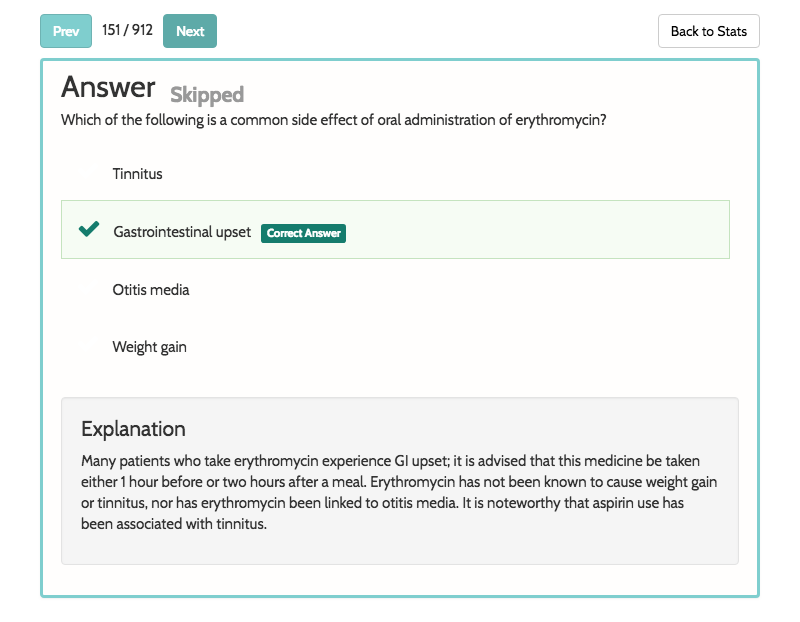 Prev 151 / 912 Next Back to Stats
Answer Skipped
Which of the following is a common side effect of oral administration of erythromycin?
Tinnitus
Gastrointestinal upset Correct Answer
Otitis media
Weight gain
Explanation
Many patients who take erythromycin experience GI upset; it is advised that this medicine be taken
either 1 hour before or two hours after a meal. Erythromycin has not been known to cause weight gain
or tinnitus, nor has erythromycin been linked to otitis media. It is noteworthy that aspirin use has
been associated with tinnitus.